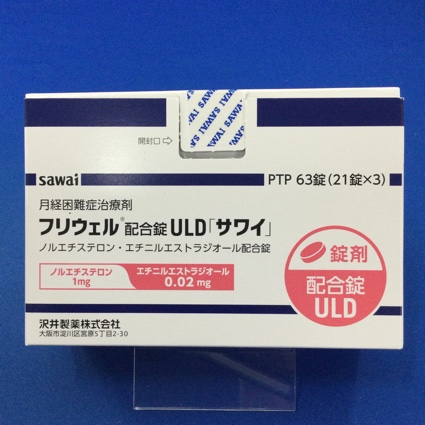 SAWAI SAWAI
開封口
sawai
PTP 63錠(21錠×3)
月経困難症治療剤
フリウェル®配合錠ULD「サワイ」
ノルエチステロン・エチニルエストラジオール配合錠
ノルエチステロン 1mg
エチニルエストラジオール 0.02mg
錠剤
配合錠
ULD
沢井製薬株式会社
大阪市淀川区宮原5丁目2-30